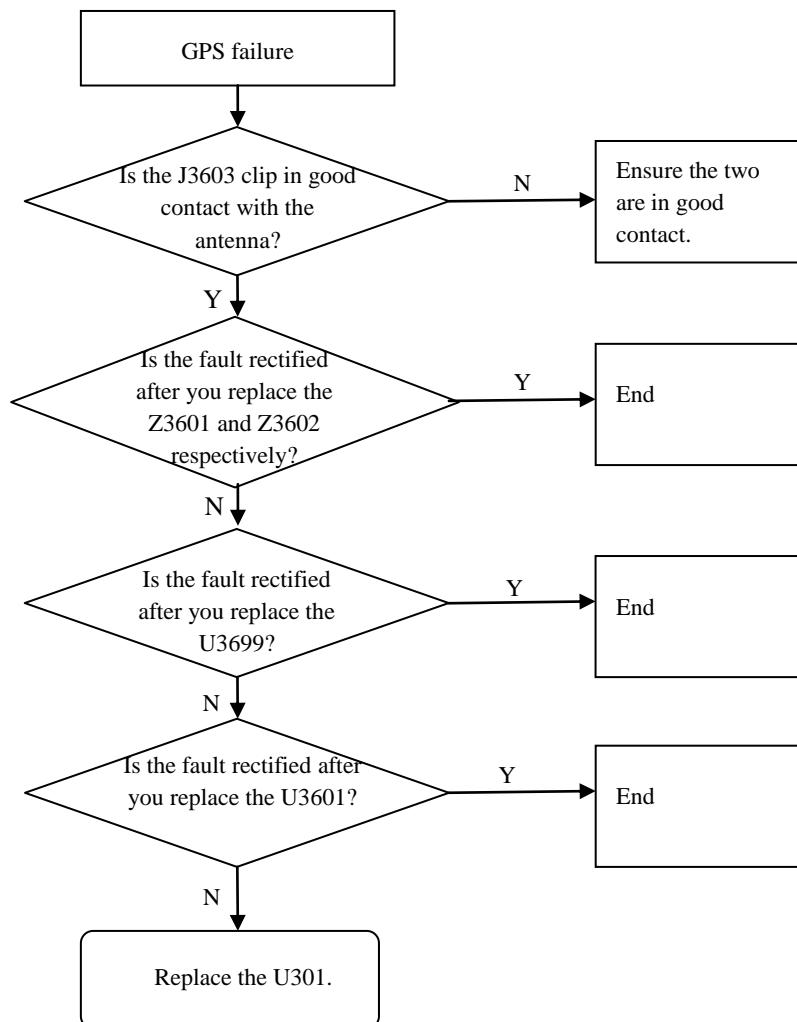 GPS failure
Is the J3603 clip in good
contact with the
antenna?
N
Ensure the two
are in good
contact.
Y
Is the fault rectified
after you replace the
Z3601 and Z3602
respectively?
Y
End
N
Is the fault rectified
after you replace the
U3699?
Y
End
N
Is the fault rectified after
you replace the U3601?
Y
End
N
Replace the U301.